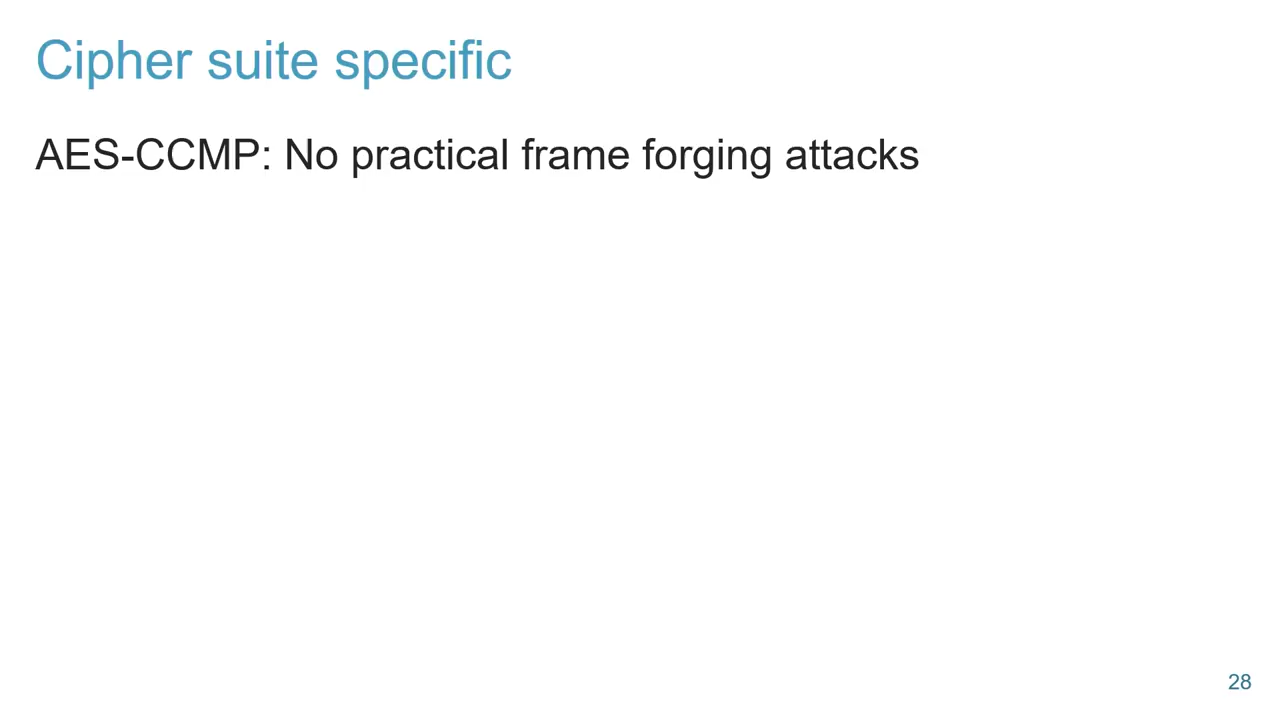 Cipher suite specific
AES-CCMP: No practical frame forging attacks
28